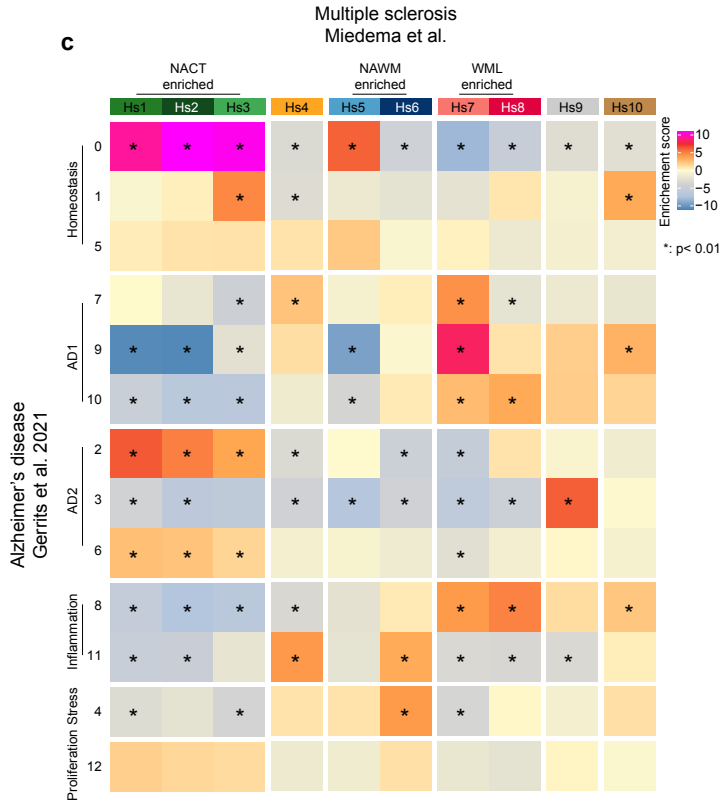 Multiple sclerosis
Miedema et al.
c
NACT
enriched
NAWM
enriched
WML
enriched
Hs1 Hs2 Hs3 Hs4 Hs5 Hs6 Hs7 Hs8 Hs9 Hs10
Alzheimer's disease
Gerrits et al. 2021
Homeostasis
0 * * * * * * * * * *
1 * * *
5
AD1
7 * * * *
9 * * * * * *
10 * * * * * *
AD2
2 * * * * * *
3 * * * * * * * *
6 * * * *
Inflammation
8 * * * * * * *
11 * * * * * * *
Stress
4 * * * *
Proliferation
12
Enrichement score
10
5
0
−5
−10
*: p< 0.01